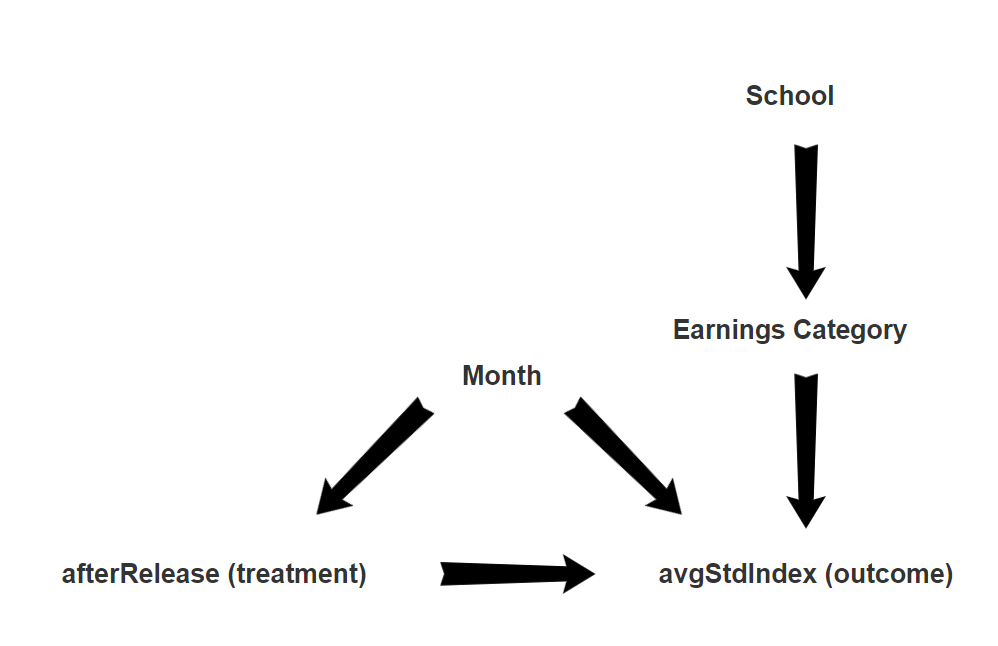 School
Earnings Category
Month
afterRelease (treatment)
avgStdIndex (outcome)